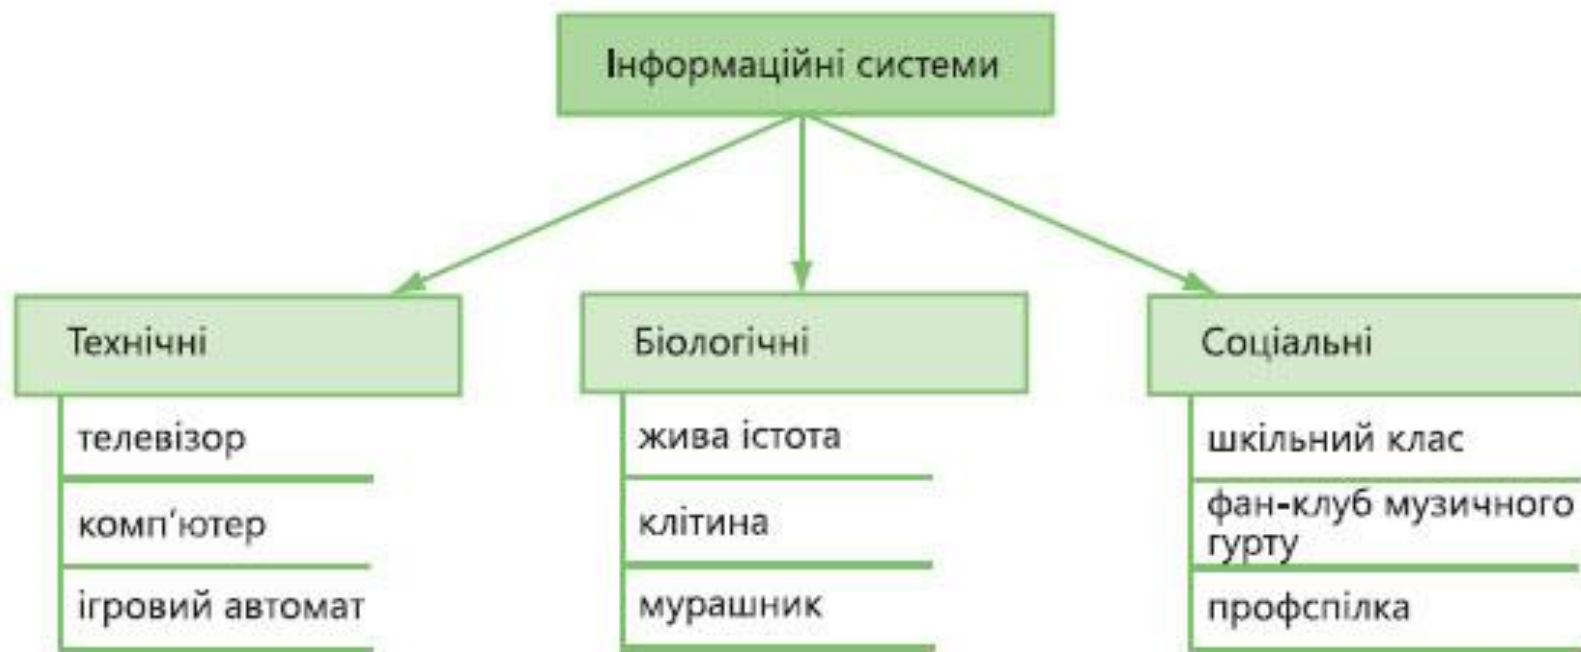 Інформаційні системи
Технічні
телевізор
комп'ютер
ігровий автомат
Біологічні
жива істота
клітина
мурашник
Соціальні
шкільний клас
фан-клуб музичного
гурту
профспілка